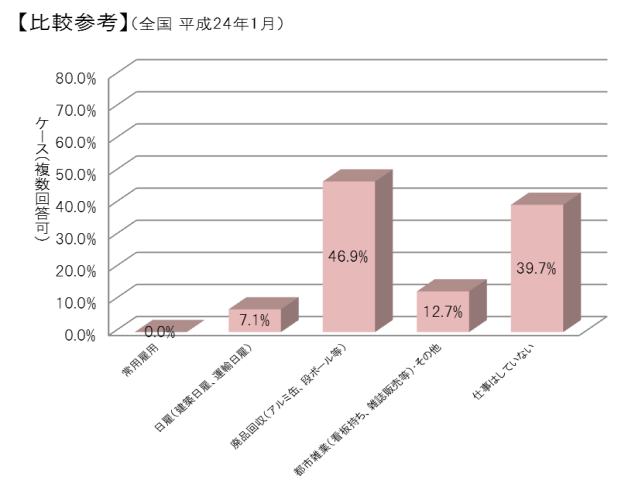 【比較参考】(全国 平成24年1月)
80.0%
70.0%
60.0%
50.0%
40.0%
30.0%
20.0%
10.0%
0.0%
ケース(複数回答可)
0.0%
7.1%
46.9%
12.7%
39.7%
常用雇用
日雇(建築日雇、運輸日雇)
廃品回収(アルミ缶、段ボール等)
都市雑業(看板持ち、雑誌販売等)・その他
仕事はしていない